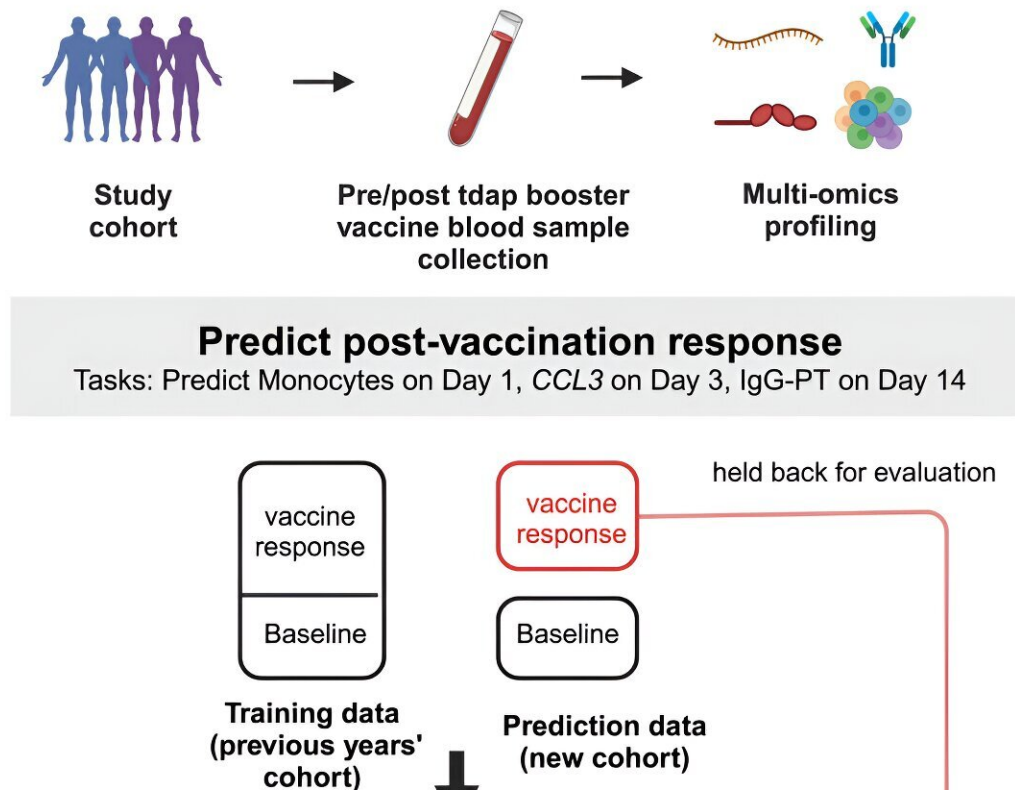 Study
cohort
Pre/post tdap booster
vaccine blood sample
collection
Multi-omics
profiling
Predict post-vaccination response
Tasks: Predict Monocytes on Day 1, CCL3 on Day 3, IgG-PT on Day 14
vaccine
response
Baseline
Training data
(previous years'
cohort)
vaccine
response
Baseline
Prediction data
(new cohort)
held back for evaluation